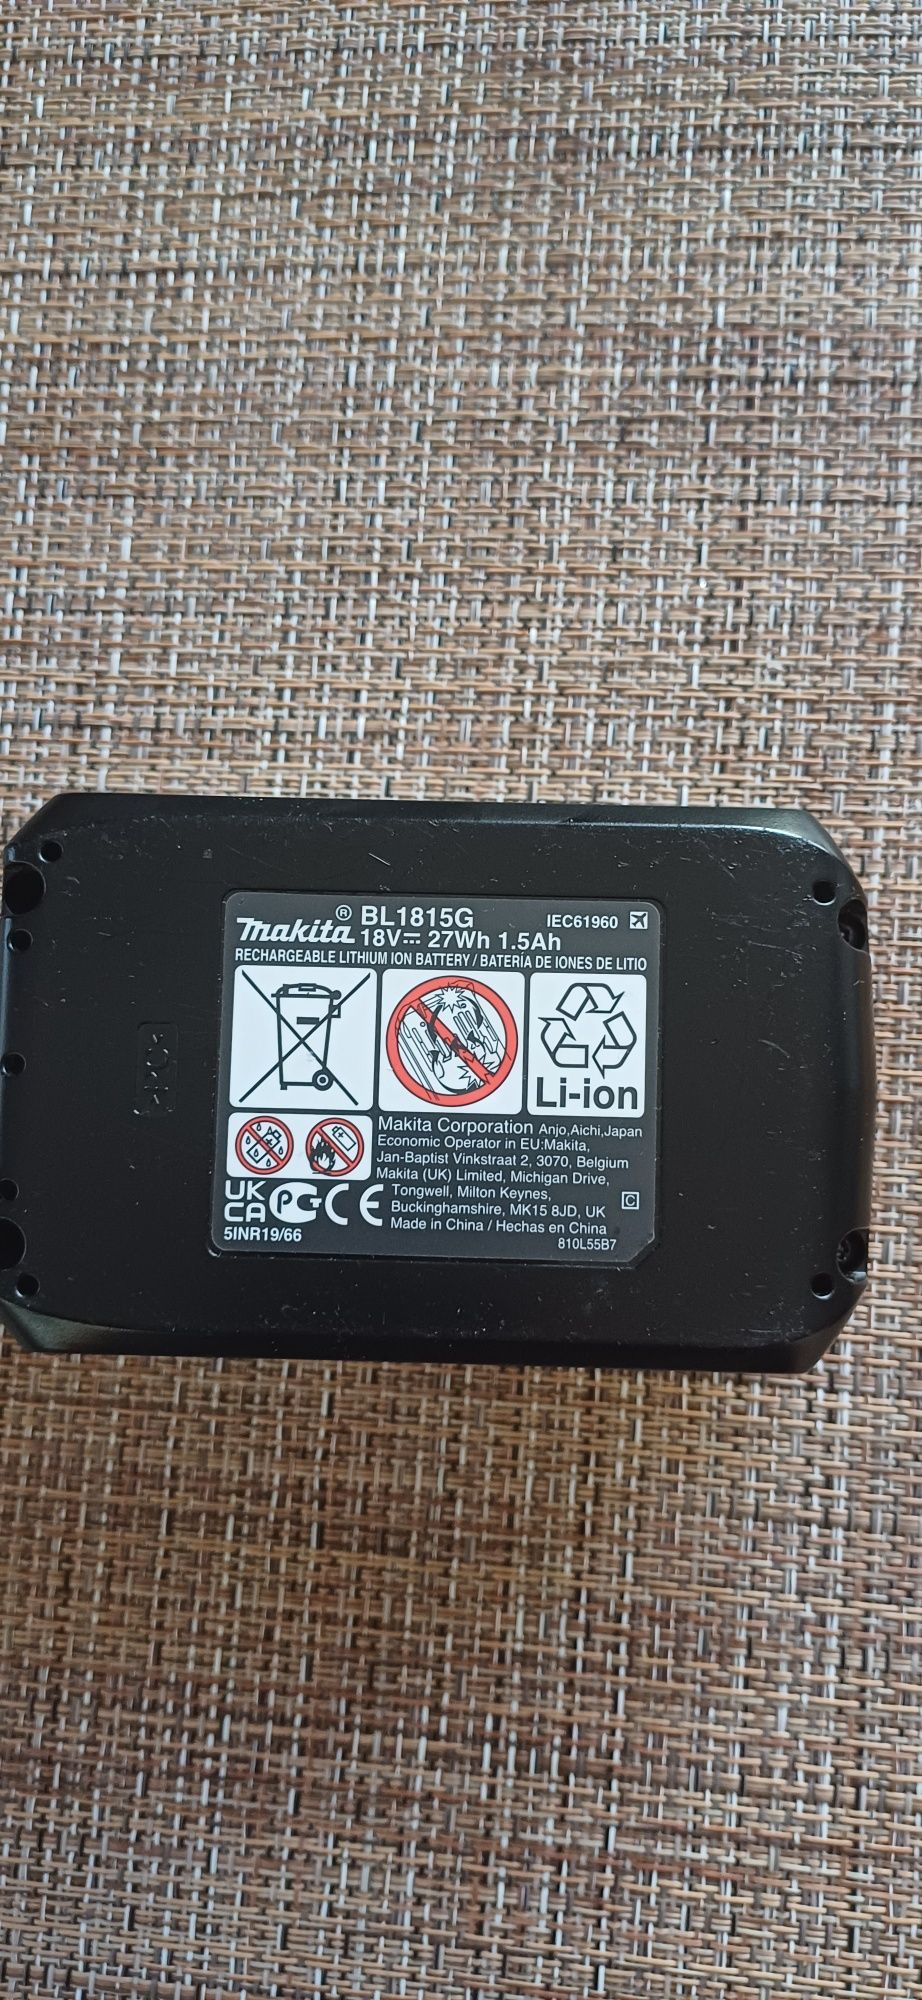 makita® BL1815G IEC61960
18V 27Wh 1.5Ah
RECHARGEABLE LITHIUM ION BATTERY / BATERÍA DE IONES DE LITIO
Li-ion
Makita Corporation Anjo,Aichi,Japan
Economic Operator in EU:Makita,
Jan-Baptist Vinkstraat 2, 3070, Belgium
Makita (UK) Limited, Michigan Drive,
Tongwell, Milton Keynes,
Buckinghamshire, MK15 8JD, UK
Made in China / Hechas en China
UK
CA
PCT CE
C
5INR19/66
810L55B7